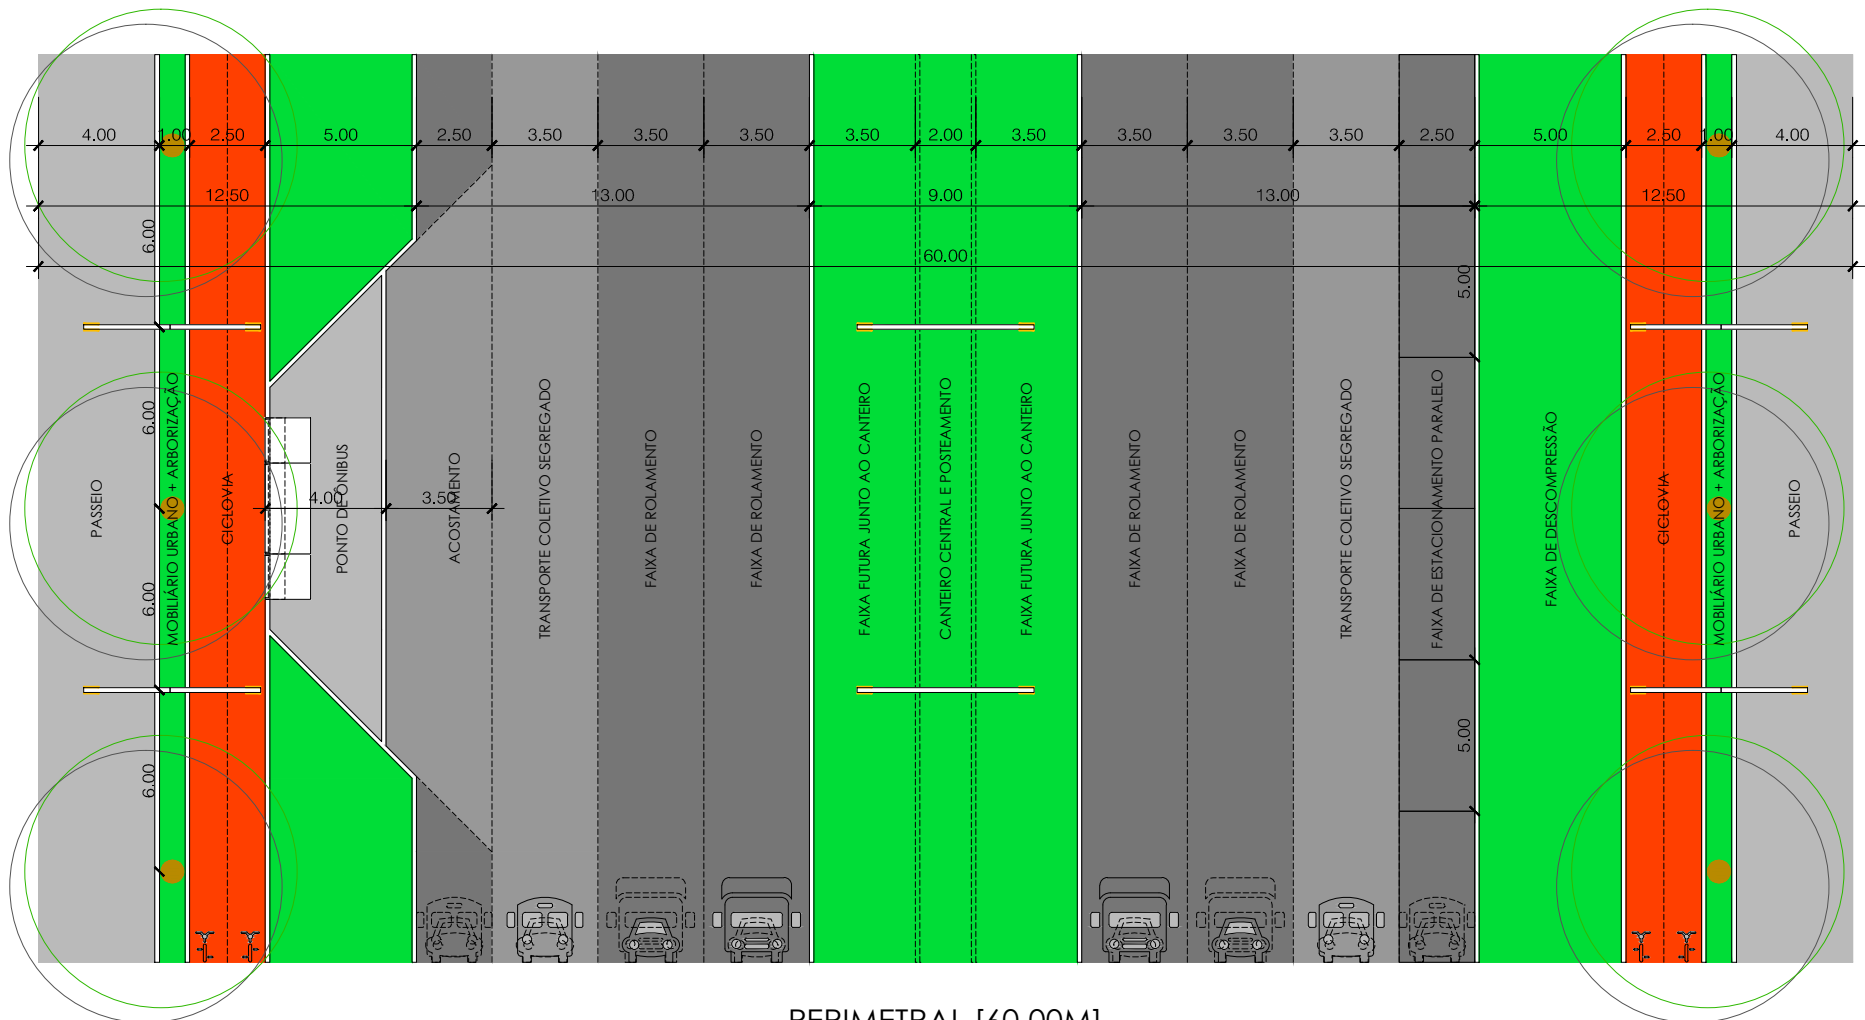 4.00 1.00 2.50 5.00 2.50 3.50 3.50 3.50 3.50 2.00 3.50 3.50 3.50 3.50 2.50 5.00 2.50 1.00 4.00
12.50 13.00 9.00 13.00 12.50
60.00
6.00
5.00
6.00
6.00
6.00
5.00
4.00
3.50
PASSEIO
MOBILIÁRIO URBANO + ARBORIZAÇÃO
CICLOVIA
PONTO DE ÔNIBUS
ACOSTAMENTO
TRANSPORTE COLETIVO SEGREGADO
FAIXA DE ROLAMENTO
FAIXA DE ROLAMENTO
FAIXA FUTURA JUNTO AO CANTEIRO
CANTEIRO CENTRAL E POSTEAMENTO
FAIXA FUTURA JUNTO AO CANTEIRO
FAIXA DE ROLAMENTO
FAIXA DE ROLAMENTO
TRANSPORTE COLETIVO SEGREGADO
FAIXA DE ESTACIONAMENTO PARALELO
FAIXA DE DESCOMPRESSÃO
CICLOVIA
MOBILIÁRIO URBANO + ARBORIZAÇÃO
PASSEIO
PERIMETRAL [60.00M]